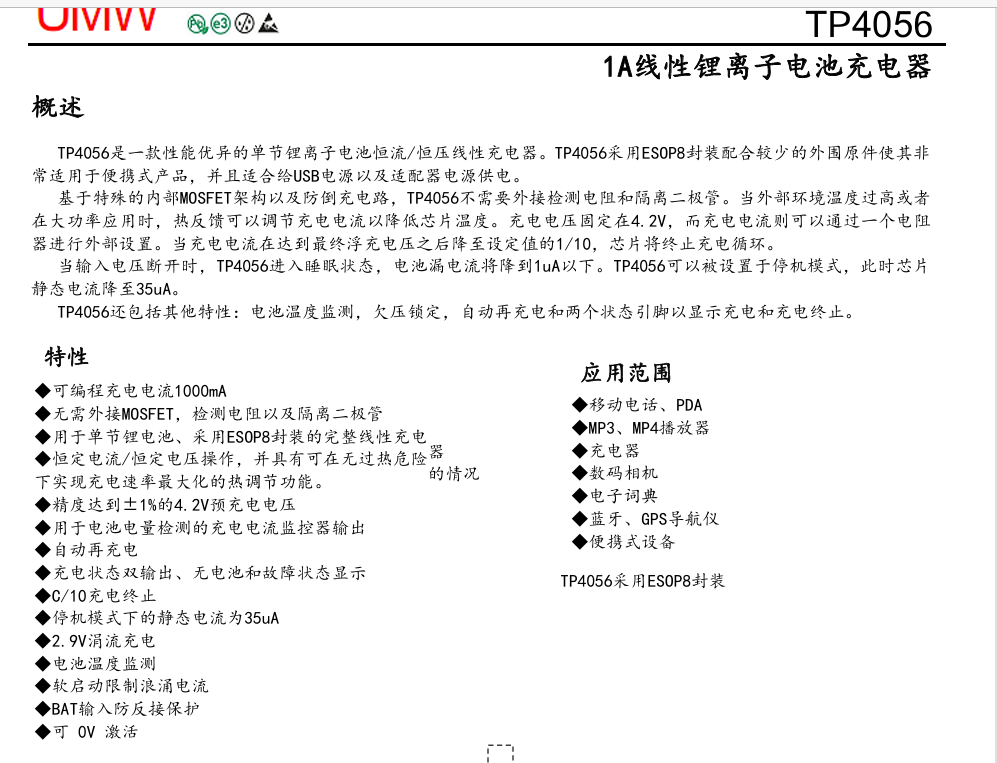 UMW
Pb e3
TP4056
1A线性锂离子电池充电器
概述
TP4056是一款性能优异的单节锂离子电池恒流/恒压线性充电器。TP4056采用ESOP8封装配合较少的外围原件使其非
常适用于便携式产品，并且适合给USB电源以及适配器电源供电。
基于特殊的内部MOSFET架构以及防倒充电路，TP4056不需要外接检测电阻和隔离二极管。当外部环境温度过高或者
在大功率应用时，热反馈可以调节充电电流以降低芯片温度。充电电压固定在4.2V，而充电电流则可以通过一个电阻
器进行外部设置。当充电电流在达到最终浮充电压之后降至设定值的1/10，芯片将终止充电循环。
当输入电压断开时，TP4056进入睡眠状态，电池漏电流将降到1uA以下。TP4056可以被设置于停机模式，此时芯片
静态电流降至35uA。
TP4056还包括其他特性：电池温度监测，欠压锁定，自动再充电和两个状态引脚以显示充电和充电终止。
特性
◆可编程充电电流1000mA
◆无需外接MOSFET，检测电阻以及隔离二极管
◆用于单节锂电池、采用ESOP8封装的完整线性充电器
◆恒定电流/恒定电压操作，并具有可在无过热危险的情况
下实现充电速率最大化的热调节功能。
◆精度达到±1%的4.2V预充电电压
◆用于电池电量检测的充电电流监控器输出
◆自动再充电
◆充电状态双输出、无电池和故障状态显示
◆C/10充电终止
◆停机模式下的静态电流为35uA
◆2.9V涓流充电
◆电池温度监测
◆软启动限制浪涌电流
◆BAT输入防反接保护
◆可 0V 激活
应用范围
◆移动电话、PDA
◆MP3、MP4播放器
◆充电器
◆数码相机
◆电子词典
◆蓝牙、GPS导航仪
◆便携式设备
TP4056采用ESOP8封装